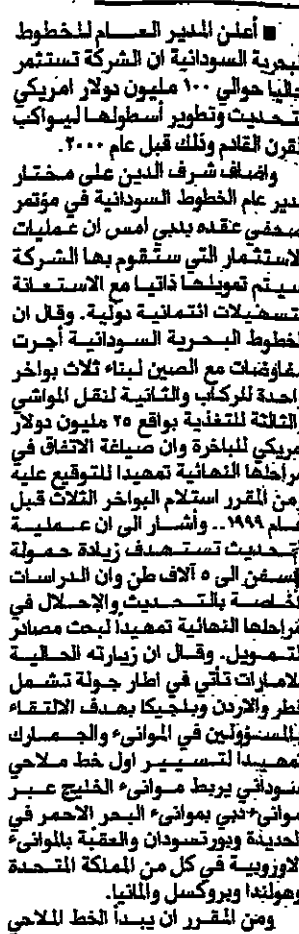 ■ أعلن المدير العـــام للخطوط
البحرية السودانية ان الشركة تستثمر
حاليا حوالي ١٠٠ مليون دولار امريكي
لتحديث وتطوير أسطولها ليواكب
القرن القادم وذلك قبل عام ٢٠٠٠.
واضاف شرف الدين على مختار
مدير عام الخطوط السودانية في مؤتمر
صحفي عقده بدبي امس ان عمليات
الاستثمار التي ستقوم بها الشركة
سيتم تمويلها ذاتيا مع الاستعانة
بتسهيلات ائتمانية دولية. وقال ان
الخطوط البحرية السودانية أجرت
مفاوضات مع الصين لبناء ثلاث بواخر
واحدة للركاب والثانية لنقل المواشي
والثالثة للتغذية بواقع ٢٥ مليون دولار
امريكي للباخرة وان صياغة الاتفاق في
مراحلها النهائية تمهيدا للتوقيع عليه
ومن المقرر استلام البواخر الثلاث قبل
عام ١٩٩٩.. وأشار الى ان عملية
التحديث تستهدف زيادة حمولة
السفن الى ٥ آلاف طن وان الدراسات
الخاصة بالتحديث والإحلال في
مراحلها النهائية تمهيدا لبحث مصادر
التمويل. وقال ان زيارته الحالية
للامارات تأتي في اطار جولة تشمل
قطر والاردن وبلجيكا بهدف الالتقاء
بالمسؤولين في الموانىء والجمارك
تمهيدا لتسيير اول خط ملاحي
سوداني يربط موانىء الخليج عبر
موانىء دبي بموانىء البحر الاحمر في
الحديدة وبورتسودان والعقبة بالموانىء
الاوروبية في كل من المملكة المتحدة
وهولندا وبروكسل والمانيا.
ومن المقرر ان يبدأ الخط الملاحي